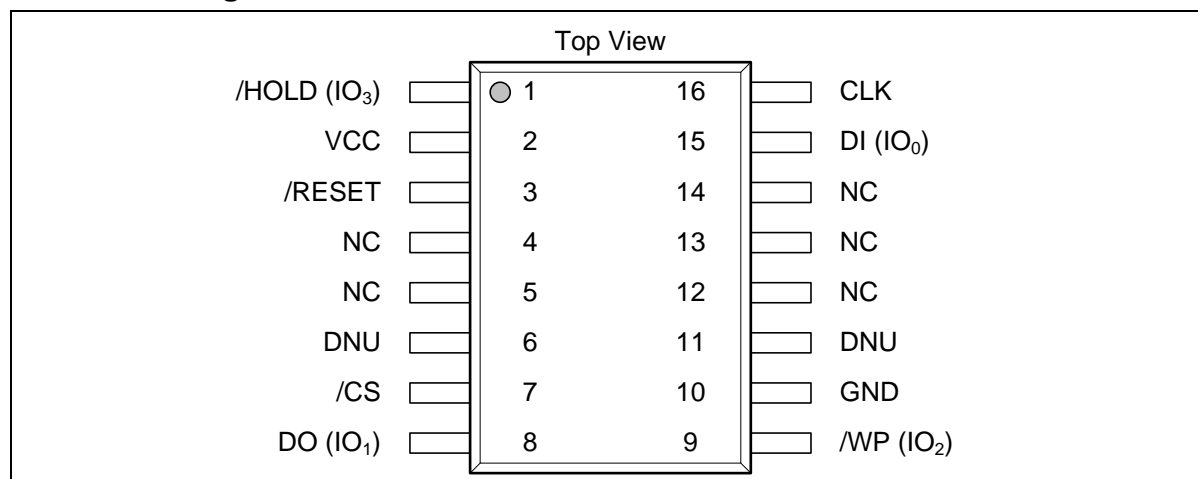 Top View
/HOLD (IO3) 1 16 CLK
VCC 2 15 DI (IO0)
/RESET 3 14 NC
NC 4 13 NC
NC 5 12 NC
DNU 6 11 DNU
/CS 7 10 GND
DO (IO1) 8 9 /WP (IO2)